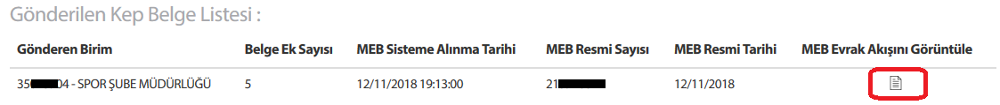 Gönderilen Kep Belge Listesi :
Gönderen Birim Belge Ek Sayısı MEB Sisteme Alınma Tarihi MEB Resmi Sayısı MEB Resmi Tarihi MEB Evrak Akışını Görüntüle
35 04 - SPOR ŞUBE MÜDÜRLÜĞÜ 5 12/11/2018 19:13:00 21 12/11/2018